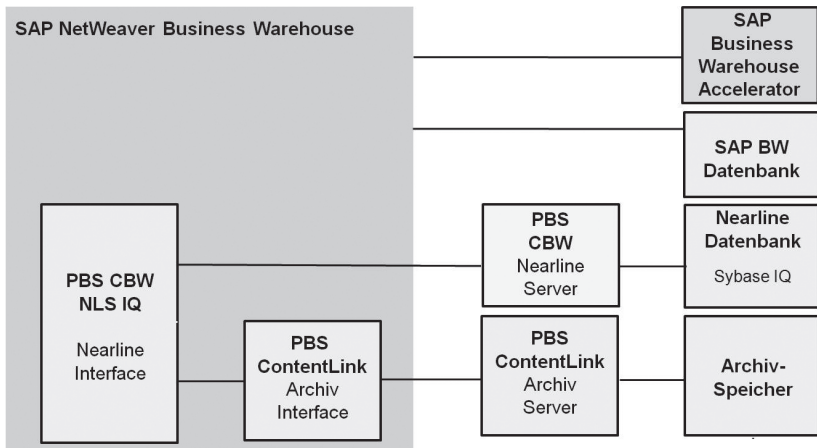 SAP NetWeaver Business Warehouse
SAP
Business
Warehouse
Accelerator
SAP BW
Datenbank
PBS CBW
NLS IQ
Nearline
Interface
PBS
CBW
Nearline
Server
Nearline
Datenbank
Sybase IQ
PBS
ContentLink
Archiv
Interface
PBS
ContentLink
Archiv
Server
Archiv-
Speicher